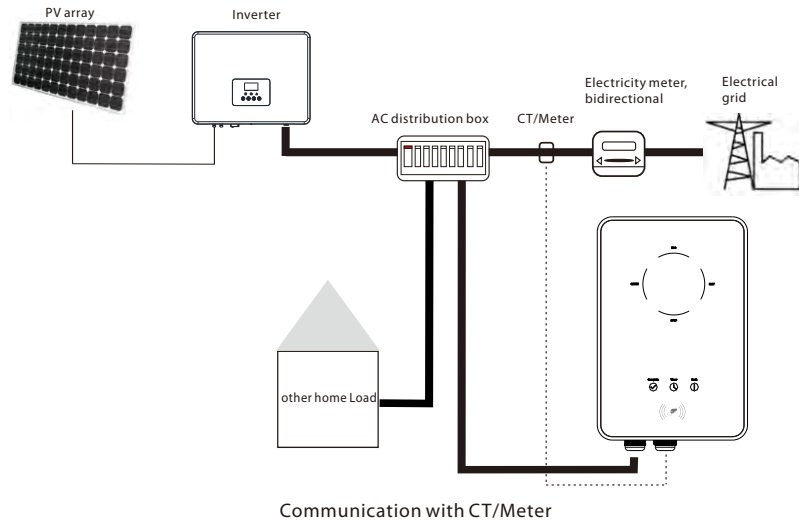 PV array
Inverter
Electricity meter,
bidirectional
Electrical
grid
AC distribution box
CT/Meter
other home Load
Communication with CT/Meter